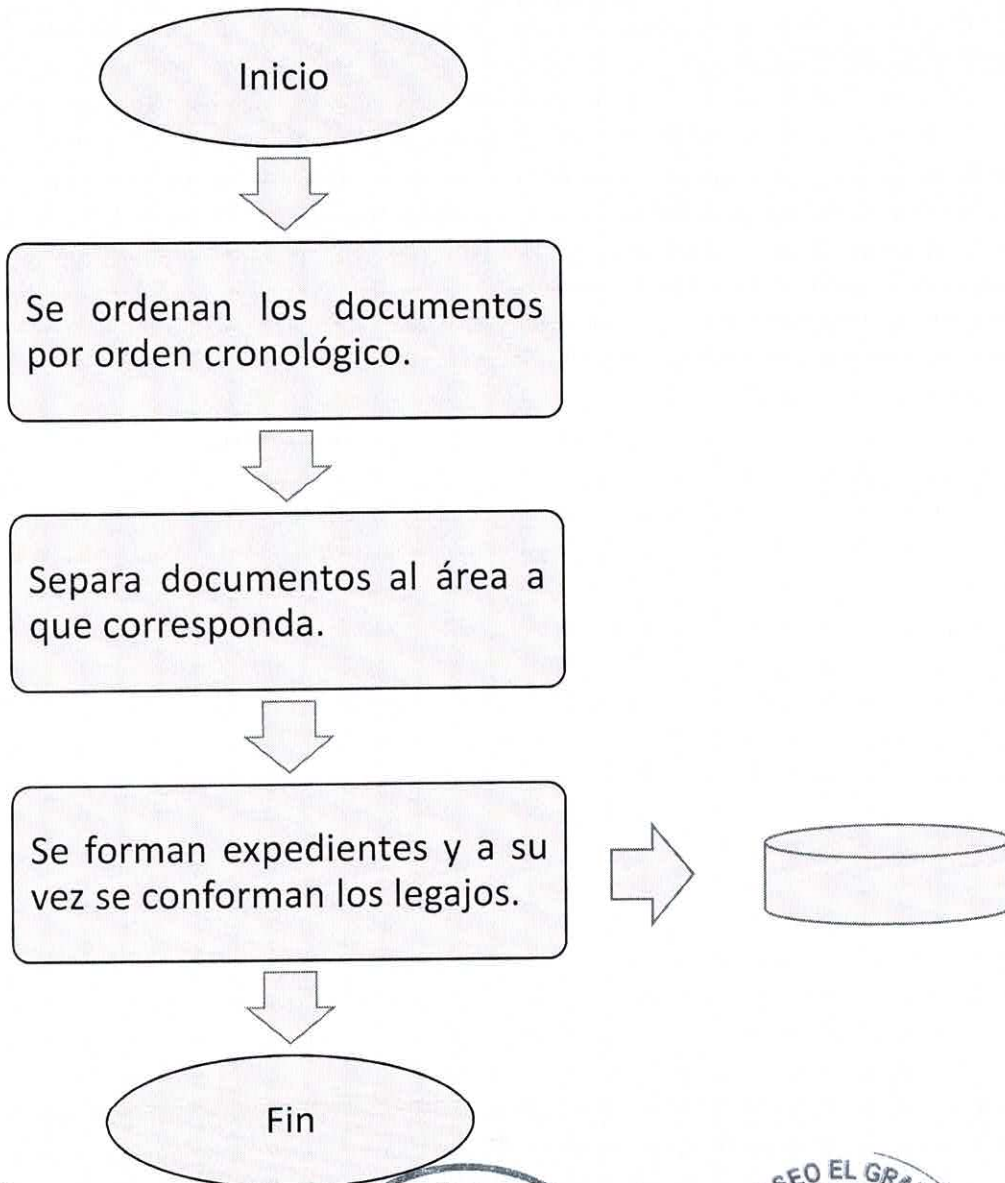 Inicio
Se ordenan los documentos
por orden cronológico.
Separa documentos al área a
que corresponda.
Se forman expedientes y a su
vez se conforman los legajos.
Fin
EL